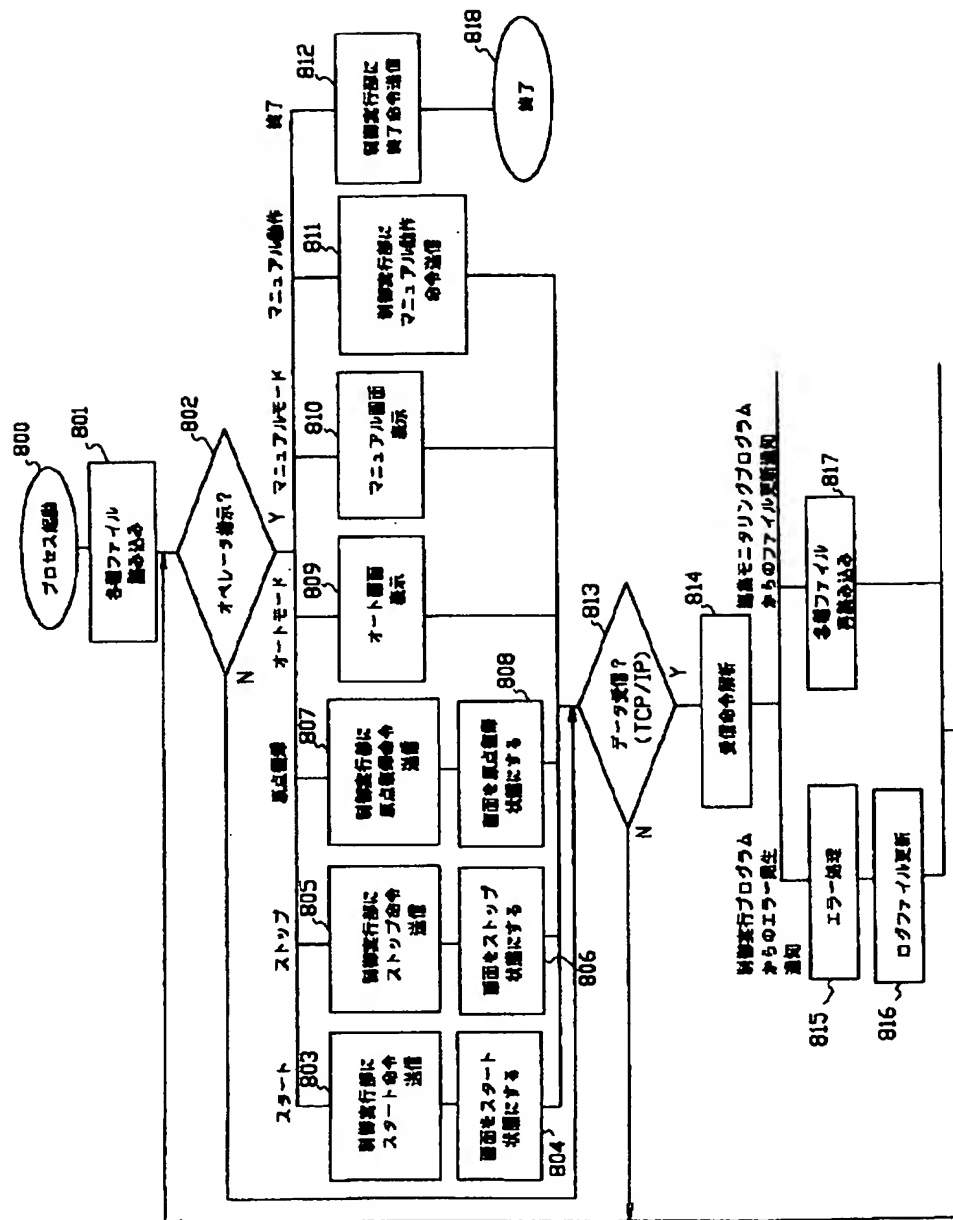 800
プロセス起動
801
各種ファイル
読み込む
802
オペレータ指示?
N
Y
スタート
ストップ
原点復帰
オートモード
マニュアルモード
マニュアル動作
終了
803
制御実行部に
スタート命令
送信
805
制御実行部に
ストップ命令
送信
807
制御実行部に
原点復帰命令
送信
809
オート画面
表示
810
マニュアル画面
表示
811
制御実行部に
マニュアル動作
命令送信
812
制御実行部に
終了命令送信
画面をスタート
状態にする
804
画面をストップ
状態にする
806
画面を原点復帰
状態にする
808
818
終了
813
データ受信?
(TCP/IP)
N
Y
814
受信命令解析
制御実行プログラム
からのエラー発生
通知
編集モニタリングプログラム
からのファイル更新通知
エラー処理
815
ログファイル更新
816
各種ファイル
再読み込む
817